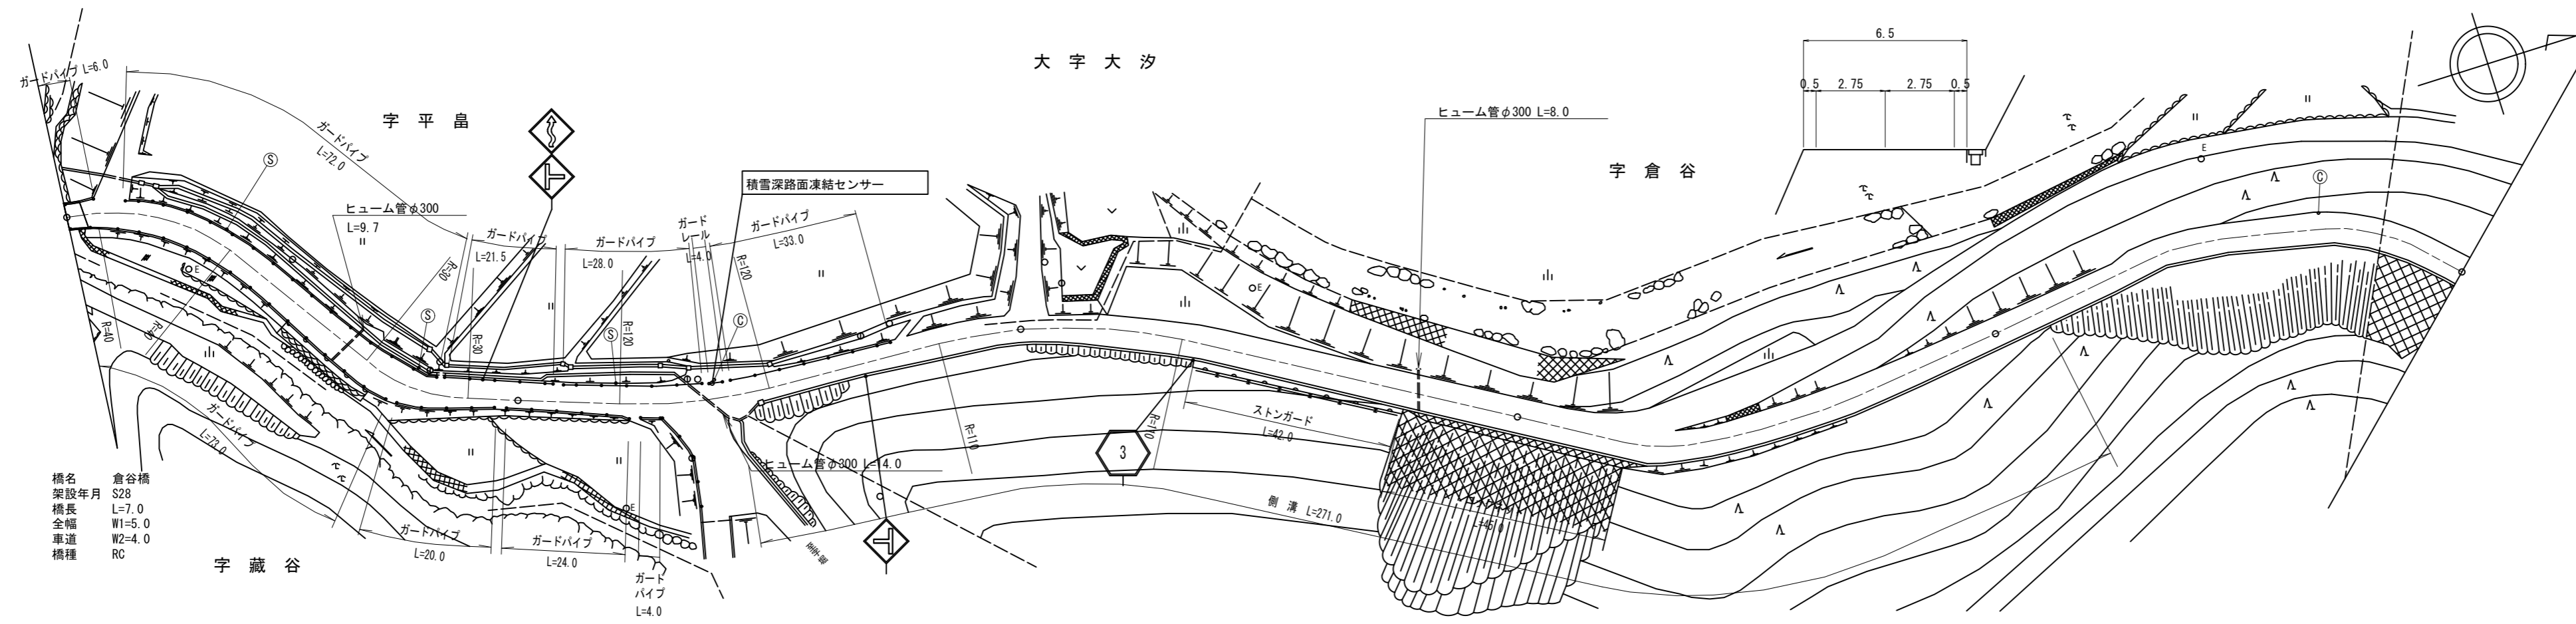 大字大汐
ガードパイプ L=6.0
字平畠
ガードパイプ
L=72.0
Ⓢ
ヒューム管φ300
L=9.7
ガードパイプ
L=21.5
R=30
R=30
ガードパイプ
L=28.0
R=120
Ⓢ
Ⓢ
ガード
レール
L=4.0
積雪深路面凍結センサー
ガードパイプ
L=33.0
R=120
Ⓒ
ヒューム管φ300 L=8.0
字倉谷
6.5
0.5 2.75 2.75 0.5
E
Ⓒ
E
E
R=40
ガードパイプ
L=73.0
橋名 倉谷橋
架設年月 S28
橋長 L=7.0
全幅 W1=5.0
車道 W2=4.0
橋種 RC
字蔵谷
ガードパイプ
L=20.0
ガードパイプ
L=24.0
E
ガード
パイプ
L=4.0
ヒューム管φ300 L=14.0
R=110
R=110
3
ストンガード
L=42.0
側溝 L=271.0